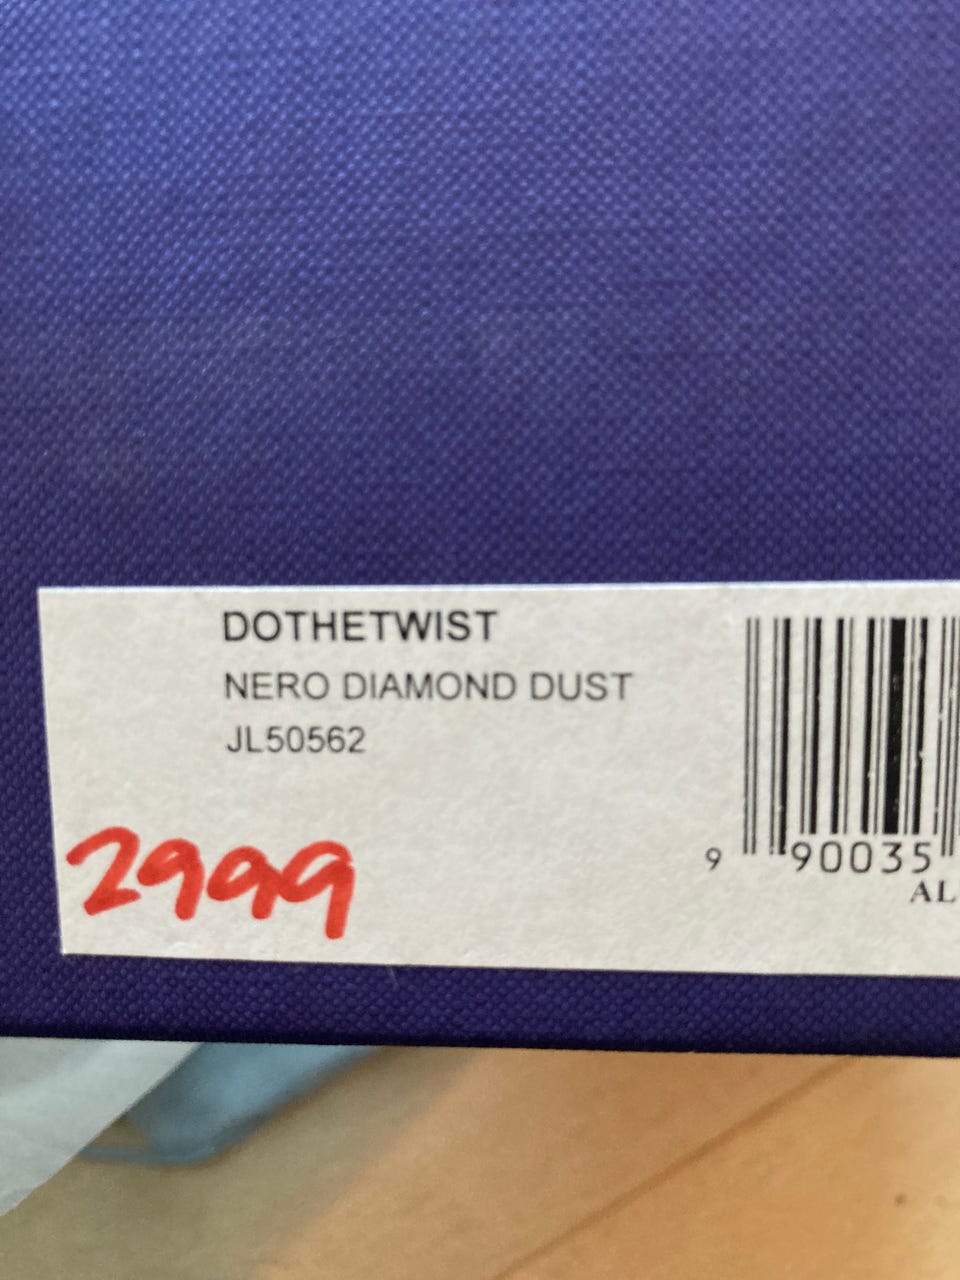 DOTHETWIST
NERO DIAMOND DUST
JL50562
2999
9 90035